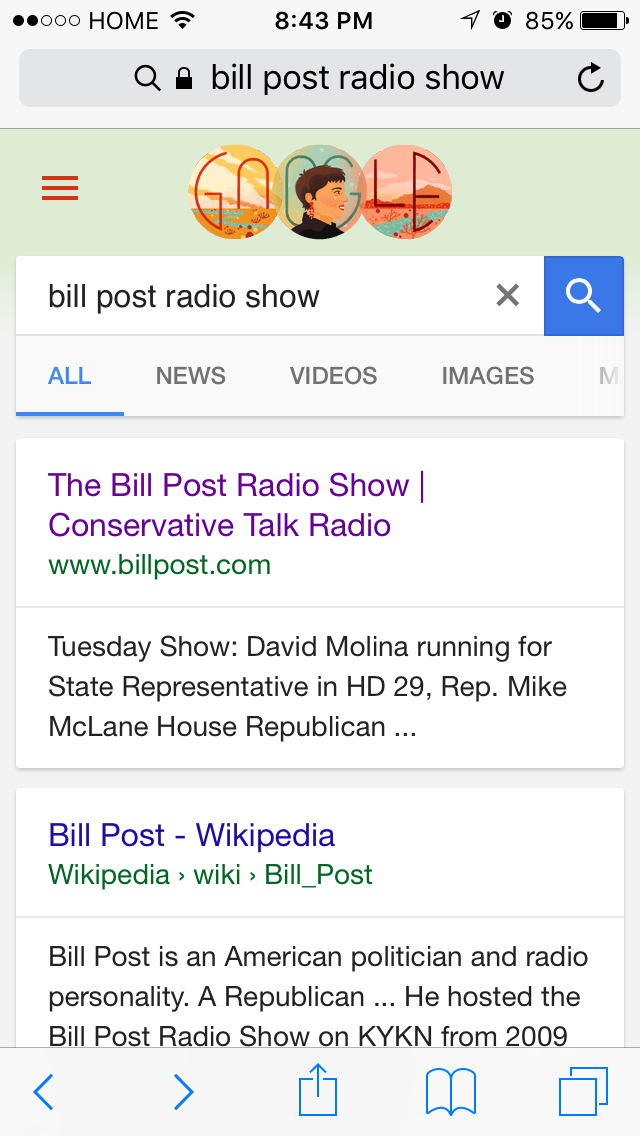 HOME 8:43 PM 85%
bill post radio show
GOOGLE
bill post radio show
ALL NEWS VIDEOS IMAGES
The Bill Post Radio Show |
Conservative Talk Radio
www.billpost.com
Tuesday Show: David Molina running for
State Representative in HD 29, Rep. Mike
McLane House Republican ...
Bill Post - Wikipedia
Wikipedia › wiki › Bill_Post
Bill Post is an American politician and radio
personality. A Republican ... He hosted the
Bill Post Radio Show on KYKN from 2009